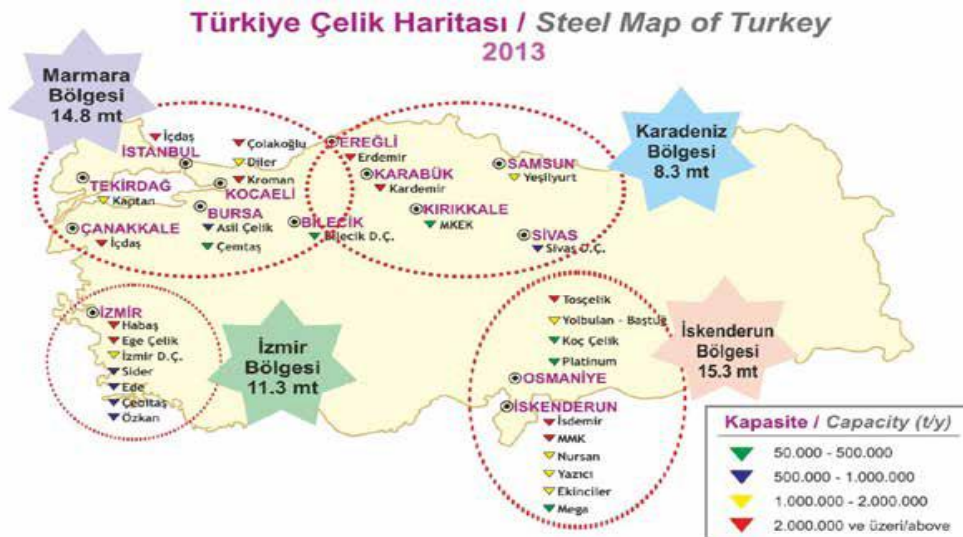 Türkiye Çelik Haritası / Steel Map of Turkey
2013
Marmara
Bölgesi
14.8 mt
Karadeniz
Bölgesi
8.3 mt
İzmir
Bölgesi
11.3 mt
İskenderun
Bölgesi
15.3 mt
İçdaş
İSTANBUL
Çolakoğlu
Diler
Kroman
KOCAELİ
TEKİRDAĞ
Kaptan
BURSA
Asil Çelik
Çemtaş
ÇANAKKALE
İçdaş
BİLECİK
Bilecik D.Ç.
EREĞLİ
Erdemir
KARABÜK
Kardemir
SAMSUN
Yeşilyurt
KIRIKKALE
MKEK
SİVAS
Sivas D.Ç.
İZMİR
Habaş
Ege Çelik
İzmir D.Ç.
Sider
Ede
Çebitaş
Özkan
Tosçelik
Yolbulan - Baştuğ
Koç Çelik
Platinum
OSMANİYE
İSKENDERUN
İsdemir
MMK
Nursan
Yazıcı
Ekinciler
Mega
Kapasite / Capacity (t/y)
50.000 - 500.000
500.000 - 1.000.000
1.000.000 - 2.000.000
2.000.000 ve üzeri/above